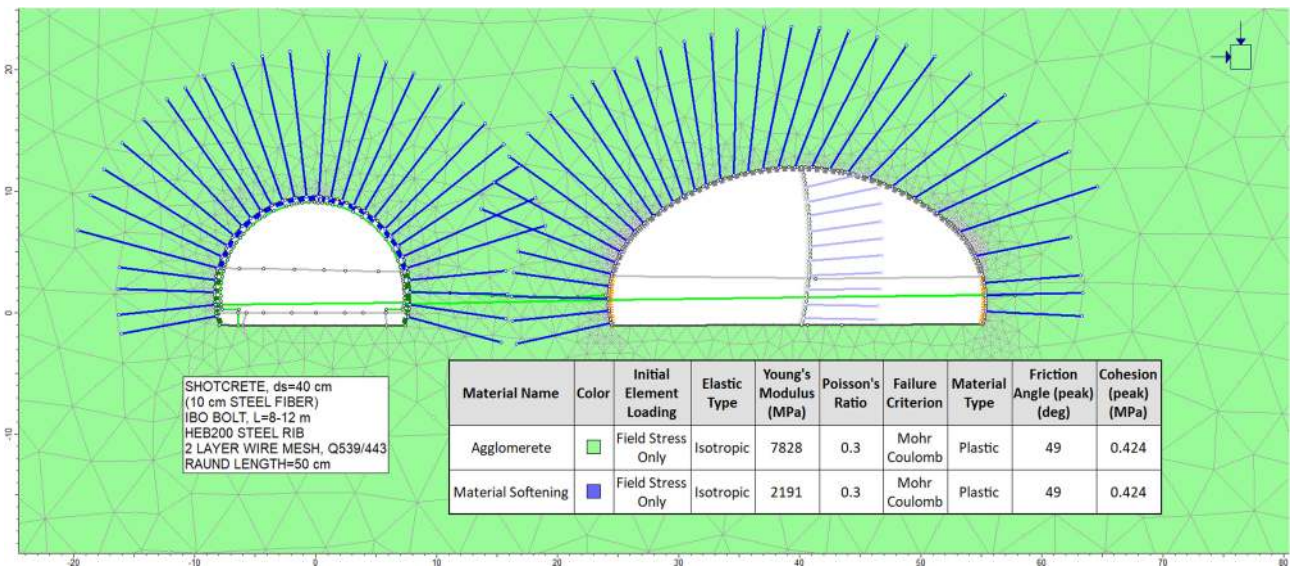 20
10
0
-10
SHOTCRETE, ds=40 cm
(10 cm STEEL FIBER)
IBO BOLT, L=8-12 m
HEB200 STEEL RIB
2 LAYER WIRE MESH, Q539/443
RAUND LENGTH=50 cm
Material Name Color Initial Element Loading Elastic Type Young's Modulus (MPa) Poisson's Ratio Failure Criterion Material Type Friction Angle (peak) (deg) Cohesion (peak) (MPa)
Agglomerete Field Stress Only Isotropic 7828 0.3 Mohr Coulomb Plastic 49 0.424
Material Softening Field Stress Only Isotropic 2191 0.3 Mohr Coulomb Plastic 49 0.424
-20 -10 0 10 20 30 40 50 60 70 80